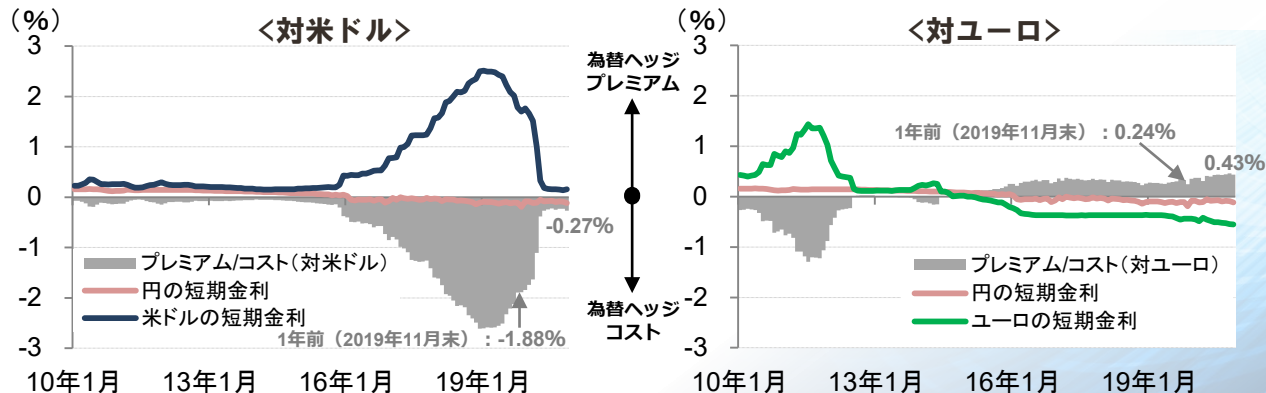 (%)
<対米ドル>
3
2
1
0
-1
-2
-3
-0.27%
プレミアム/コスト(対米ドル)
円の短期金利
米ドルの短期金利
1年前(2019年11月末):-1.88%
10年1月
13年1月
16年1月
19年1月
為替ヘッジ
プレミアム
為替ヘッジ
コスト
(%)
<対ユーロ>
3
2
1
0
-1
-2
-3
1年前(2019年11月末):0.24%
0.43%
プレミアム/コスト(対ユーロ)
円の短期金利
ユーロの短期金利
10年1月
13年1月
16年1月
19年1月